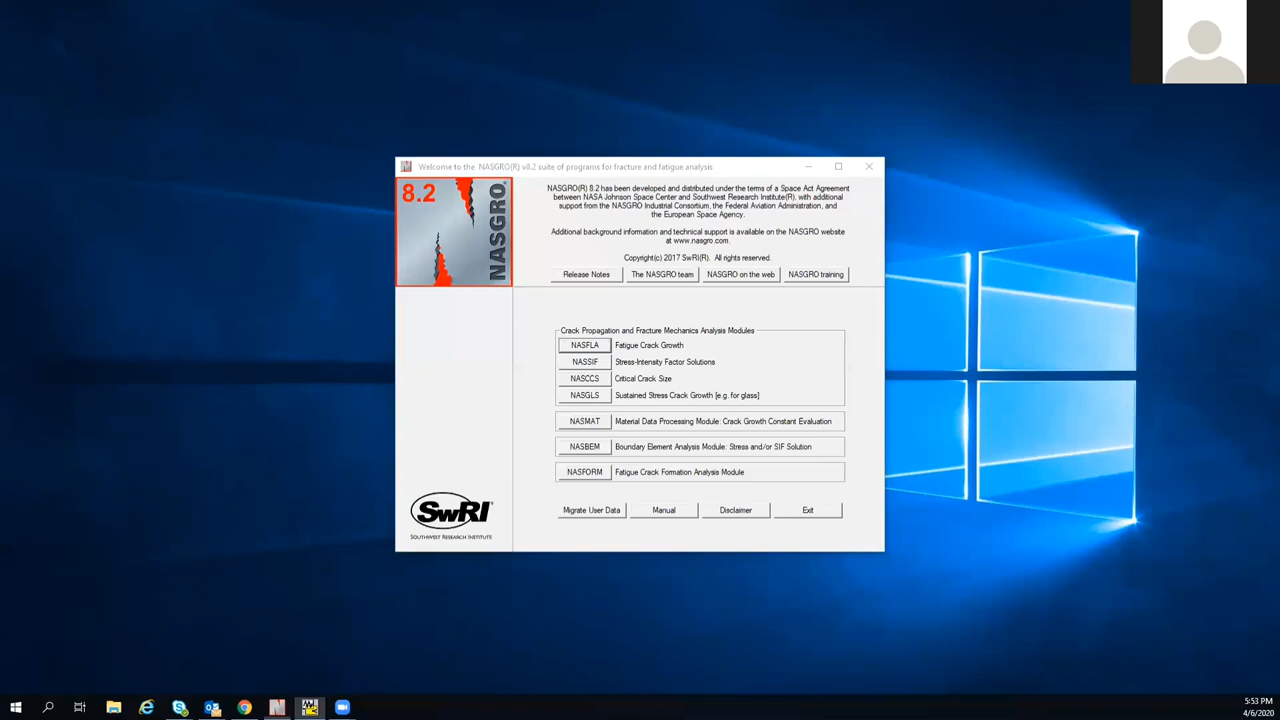 Welcome to the NASGRO(R) v8.2 suite of programs for fracture and fatigue analysis
8.2
NASGRO®
NASGRO(R) 8.2 has been developed and distributed under the terms of a Space Act Agreement
between NASA Johnson Space Center and Southwest Research Institute(R), with additional
support from the NASGRO Industrial Consortium, the Federal Aviation Administration, and
the European Space Agency.
Additional background information and technical support is available on the NASGRO website
at www.nasgro.com.
Copyright(c) 2017 SwRI(R). All rights reserved.
Release Notes The NASGRO team NASGRO on the web NASGRO training
Crack Propagation and Fracture Mechanics Analysis Modules
NASFLA Fatigue Crack Growth
NASSIF Stress-Intensity Factor Solutions
NASCCS Critical Crack Size
NASGLS Sustained Stress Crack Growth [e.g. for glass]
NASMAT Material Data Processing Module: Crack Growth Constant Evaluation
NASBEM Boundary Element Analysis Module: Stress and/or SIF Solution
NASFORM Fatigue Crack Formation Analysis Module
SwRI®
SOUTHWEST RESEARCH INSTITUTE
Migrate User Data Manual Disclaimer Exit
5:53 PM
4/6/2020